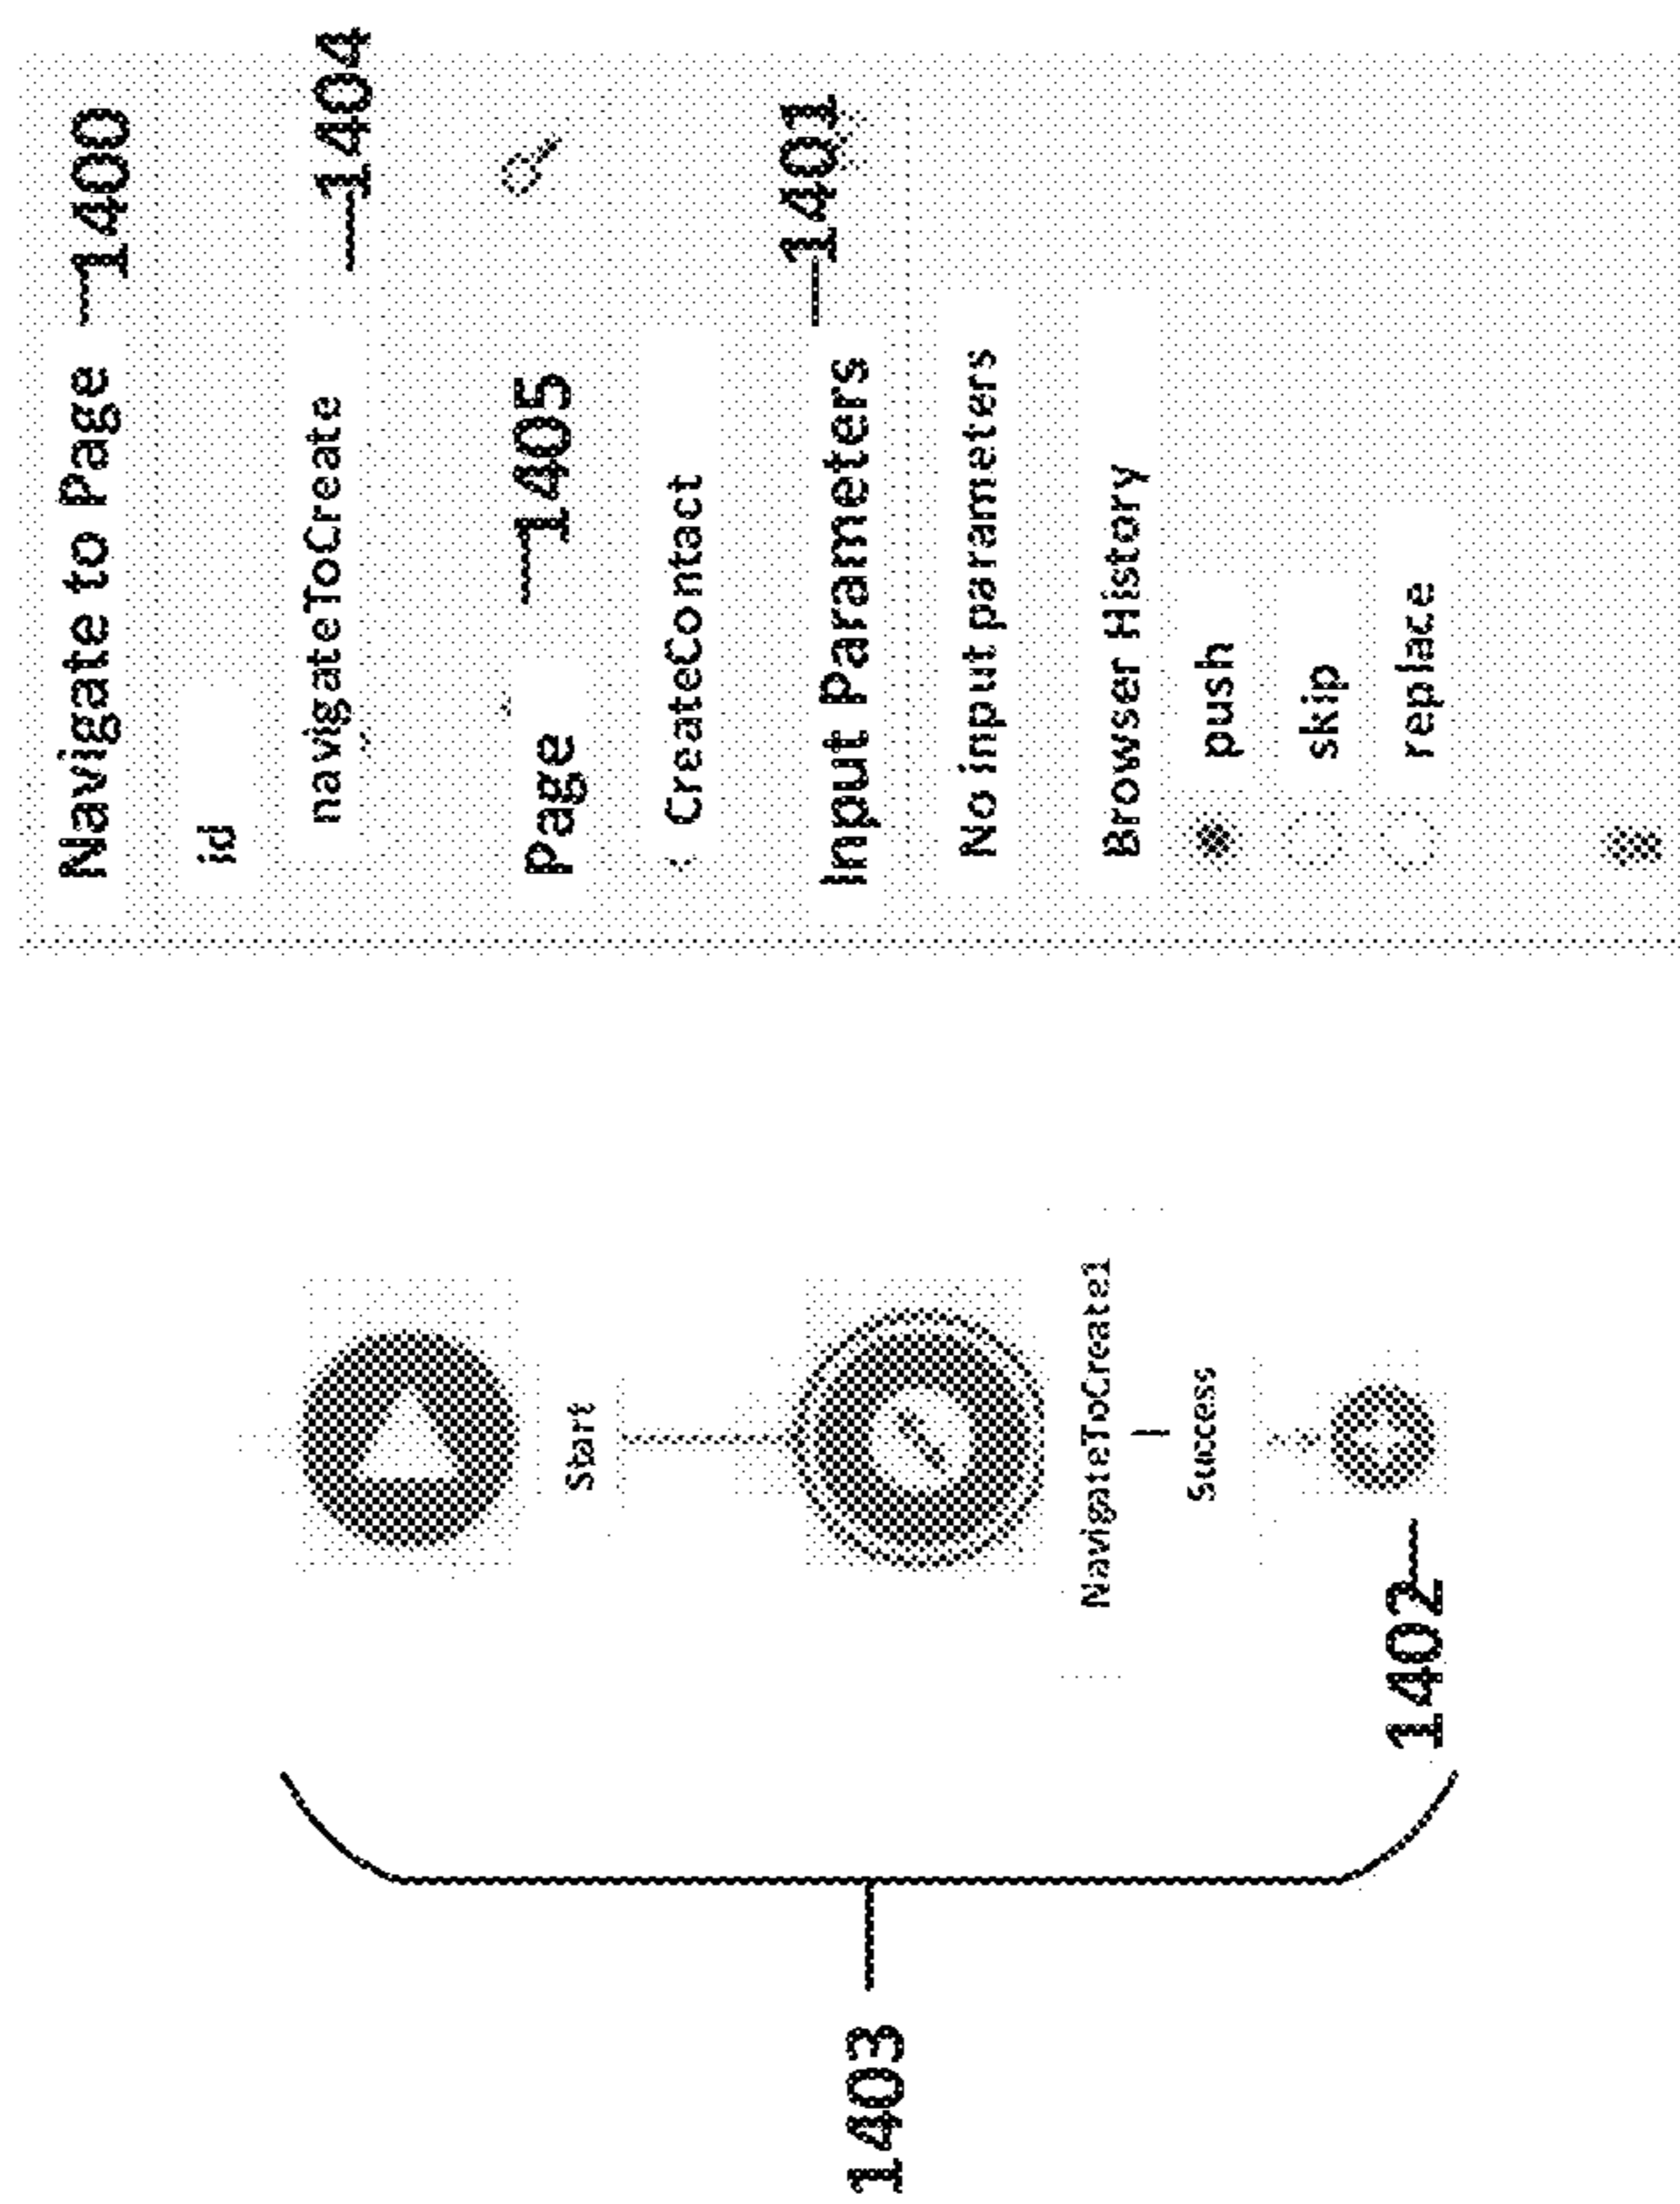 1403
Start
NavigateToCreate1
Success
1402
Navigate to Page 1400
id
navigateToCreate 1404
Page 1405
CreateContact
Input Parameters 1401
No input parameters
Browser History
push
skip
replace